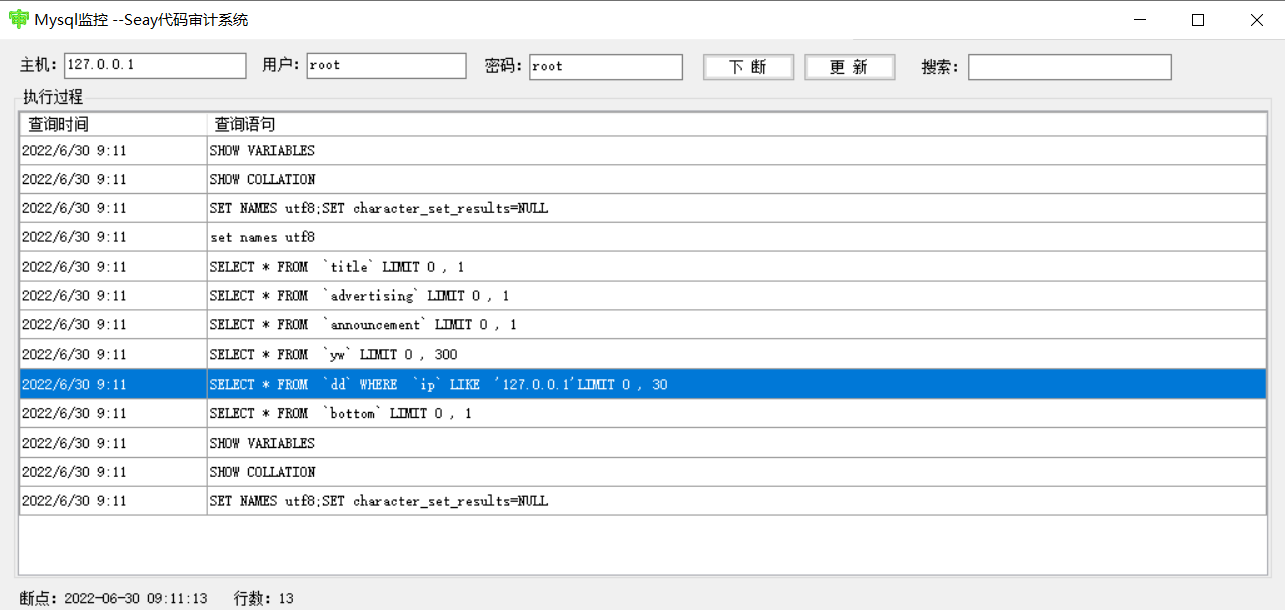 Mysql监控 --Seay代码审计系统
主机: 127.0.0.1 用户: root 密码: root 下 断 更 新 搜索:
执行过程
查询时间 查询语句
2022/6/30 9:11 SHOW VARIABLES
2022/6/30 9:11 SHOW COLLATION
2022/6/30 9:11 SET NAMES utf8;SET character_set_results=NULL
2022/6/30 9:11 set names utf8
2022/6/30 9:11 SELECT * FROM `title` LIMIT 0 , 1
2022/6/30 9:11 SELECT * FROM `advertising` LIMIT 0 , 1
2022/6/30 9:11 SELECT * FROM `announcement` LIMIT 0 , 1
2022/6/30 9:11 SELECT * FROM `yw` LIMIT 0 , 300
2022/6/30 9:11 SELECT * FROM `dd` WHERE `ip` LIKE '127.0.0.1'LIMIT 0 , 30
2022/6/30 9:11 SELECT * FROM `bottom` LIMIT 0 , 1
2022/6/30 9:11 SHOW VARIABLES
2022/6/30 9:11 SHOW COLLATION
2022/6/30 9:11 SET NAMES utf8;SET character_set_results=NULL
断点: 2022-06-30 09:11:13 行数: 13